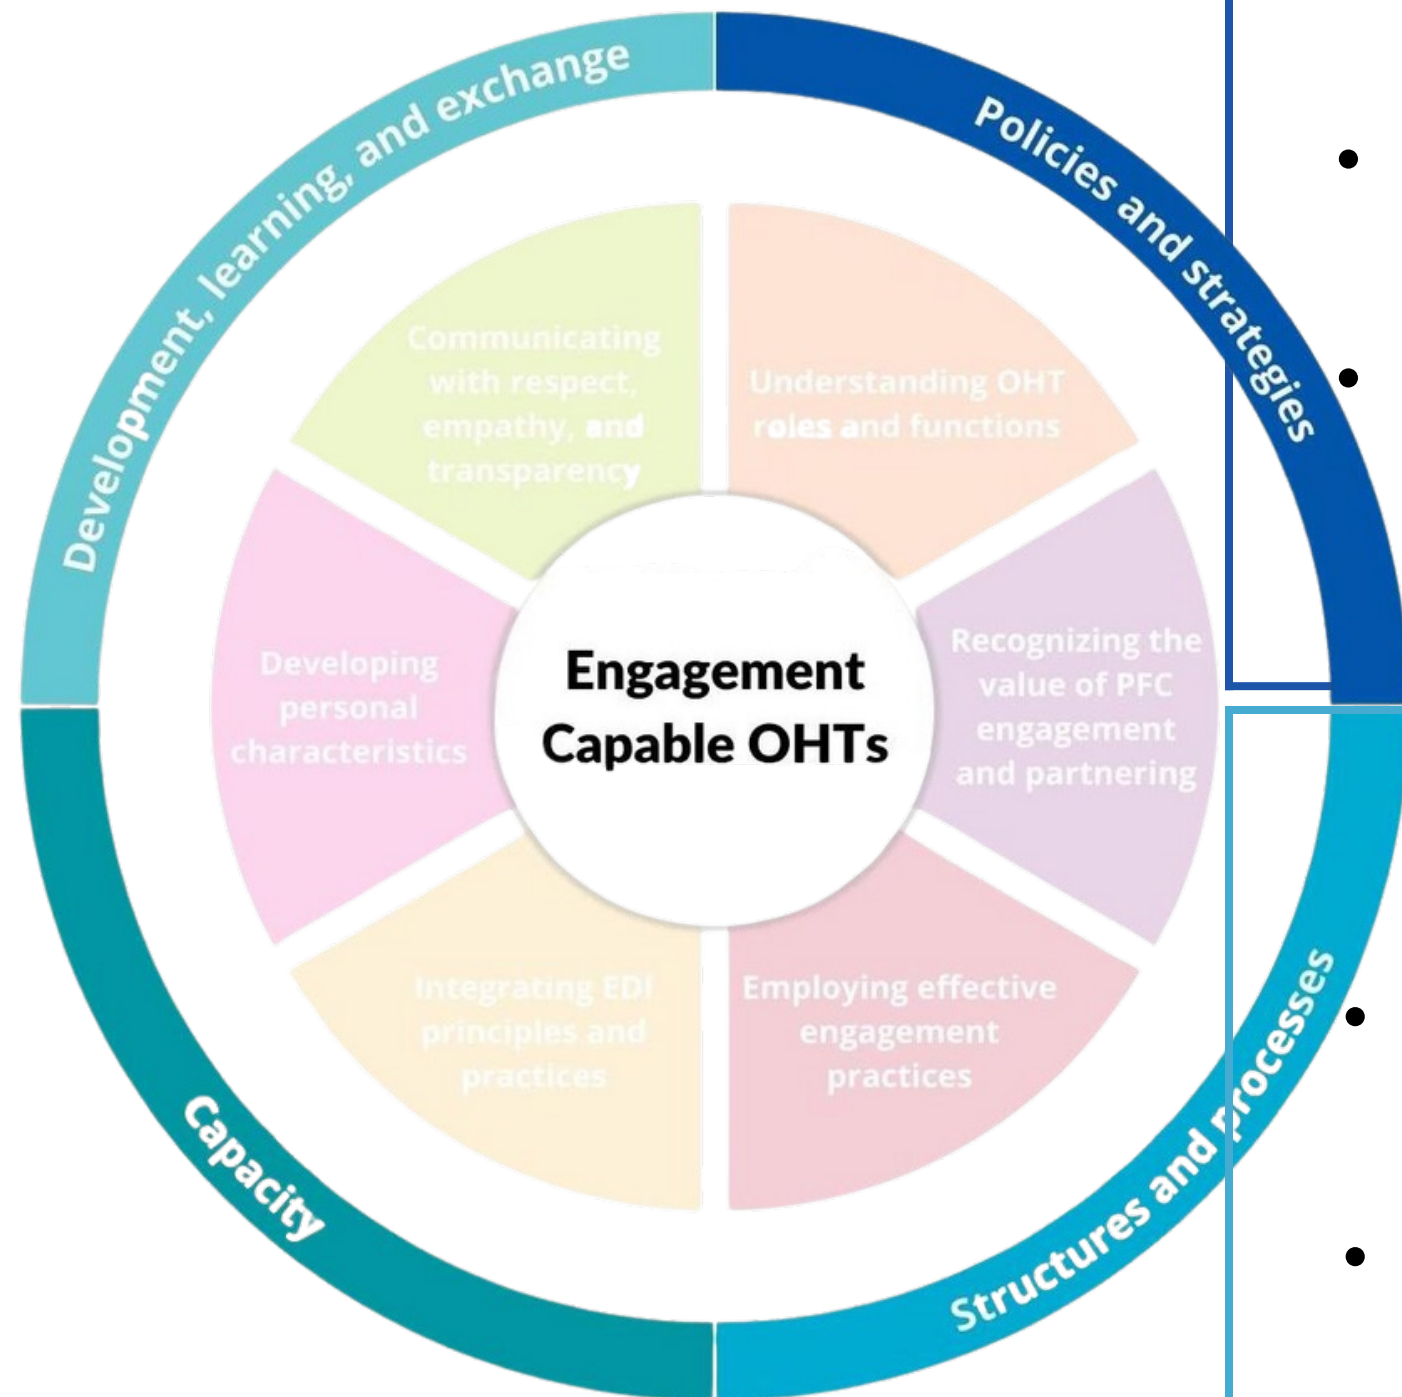 Development, learning, and exchange
Policies and strategies
Communicating
with respect,
empathy, and
transparency
Understanding OHT
roles and functions
Developing
personal
characteristics
Engagement
Capable OHTs
Recognizing the
value of PFC
engagement
and partnering
Integrating EDI
principles and
practices
Employing effective
engagement
practices
Capacity
Structures and processes